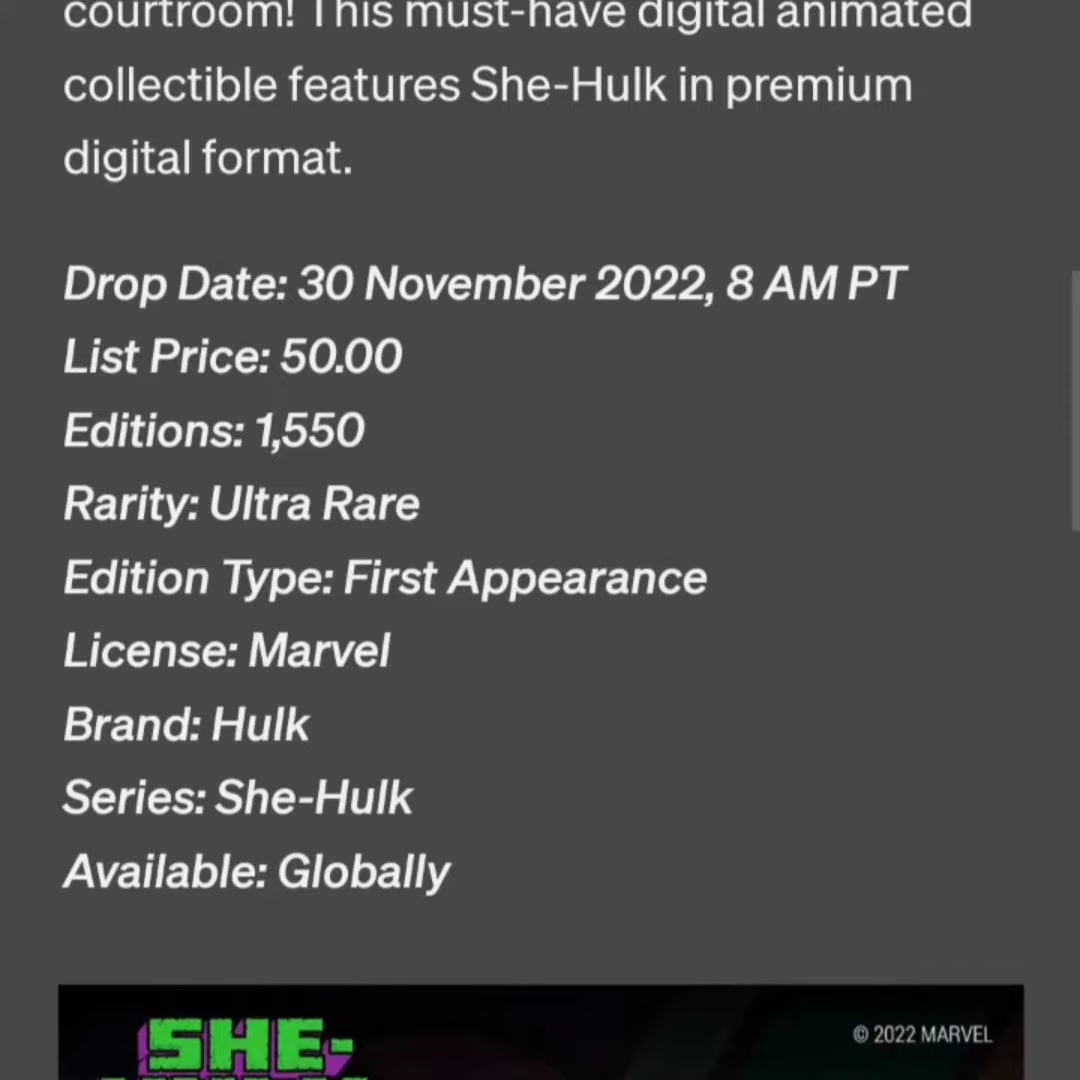 courtroom! This must-have digital animated
collectible features She-Hulk in premium
digital format.
Drop Date: 30 November 2022, 8 AM PT
List Price: 50.00
Editions: 1,550
Rarity: Ultra Rare
Edition Type: First Appearance
License: Marvel
Brand: Hulk
Series: She-Hulk
Available: Globally
SHE-
© 2022 MARVEL